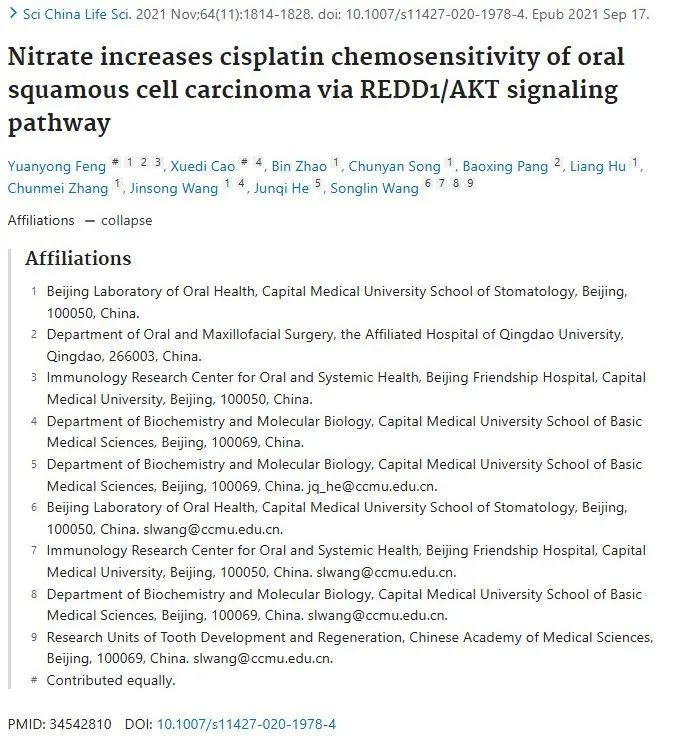 Sci China Life Sci. 2021 Nov;64(11):1814-1828. doi: 10.1007/s11427-020-1978-4. Epub 2021 Sep 17.
Nitrate increases cisplatin chemosensitivity of oral
squamous cell carcinoma via REDD1/AKT signaling
pathway
Yuanyong Feng # 1 2 3, Xuedi Cao # 4, Bin Zhao 1, Chunyan Song 1, Baoxing Pang 2, Liang Hu 1,
Chunmei Zhang 1, Jinsong Wang 1 4, Junqi He 5, Songlin Wang 6 7 8 9
Affiliations — collapse
Affiliations
1 Beijing Laboratory of Oral Health, Capital Medical University School of Stomatology, Beijing,
100050, China.
2 Department of Oral and Maxillofacial Surgery, the Affiliated Hospital of Qingdao University,
Qingdao, 266003, China.
3 Immunology Research Center for Oral and Systemic Health, Beijing Friendship Hospital, Capital
Medical University, Beijing, 100050, China.
4 Department of Biochemistry and Molecular Biology, Capital Medical University School of Basic
Medical Sciences, Beijing, 100069, China.
5 Department of Biochemistry and Molecular Biology, Capital Medical University School of Basic
Medical Sciences, Beijing, 100069, China. jq_he@ccmu.edu.cn.
6 Beijing Laboratory of Oral Health, Capital Medical University School of Stomatology, Beijing,
100050, China. slwang@ccmu.edu.cn.
7 Immunology Research Center for Oral and Systemic Health, Beijing Friendship Hospital, Capital
Medical University, Beijing, 100050, China. slwang@ccmu.edu.cn.
8 Department of Biochemistry and Molecular Biology, Capital Medical University School of Basic
Medical Sciences, Beijing, 100069, China. slwang@ccmu.edu.cn.
9 Research Units of Tooth Development and Regeneration, Chinese Academy of Medical Sciences,
Beijing, 100069, China. slwang@ccmu.edu.cn.
# Contributed equally.
PMID: 34542810 DOI: 10.1007/s11427-020-1978-4